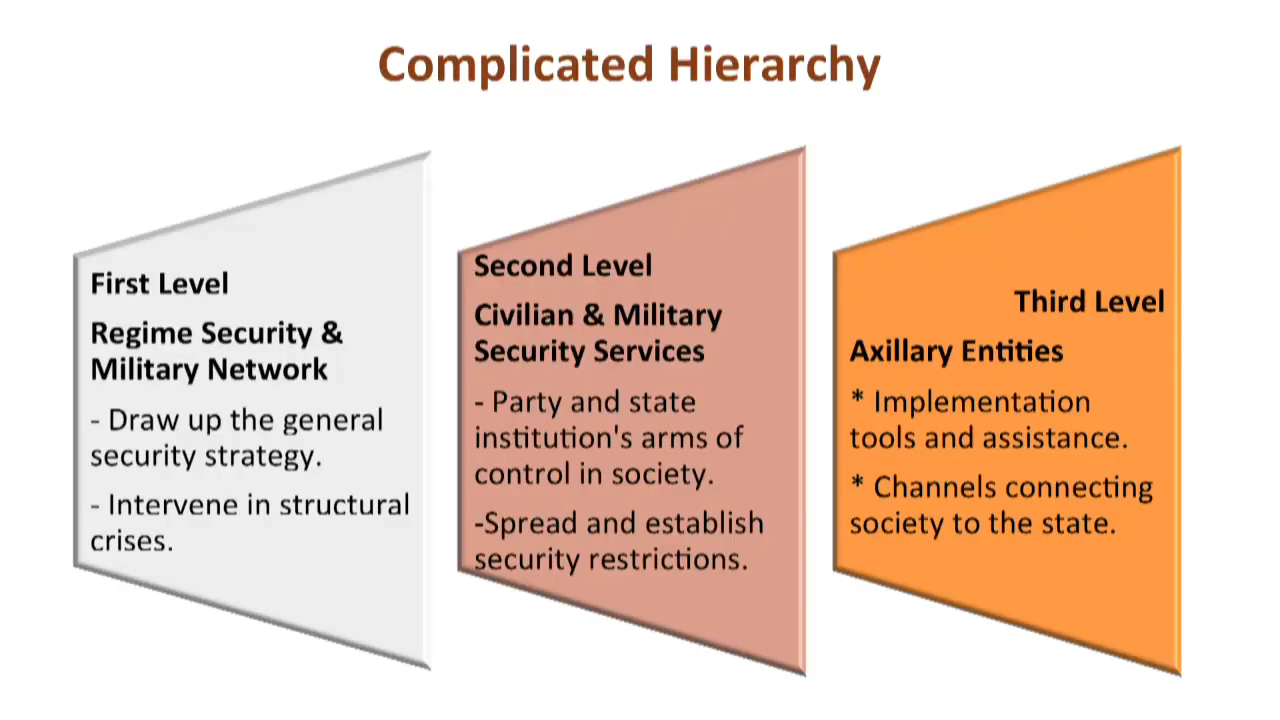 Complicated Hierarchy
First Level
Regime Security &
Military Network
- Draw up the general
security strategy.
- Intervene in structural
crises.
Second Level
Civilian & Military
Security Services
- Party and state
institution's arms of
control in society.
-Spread and establish
security restrictions.
Third Level
Axillary Entities
* Implementation
tools and assistance.
* Channels connecting
society to the state.